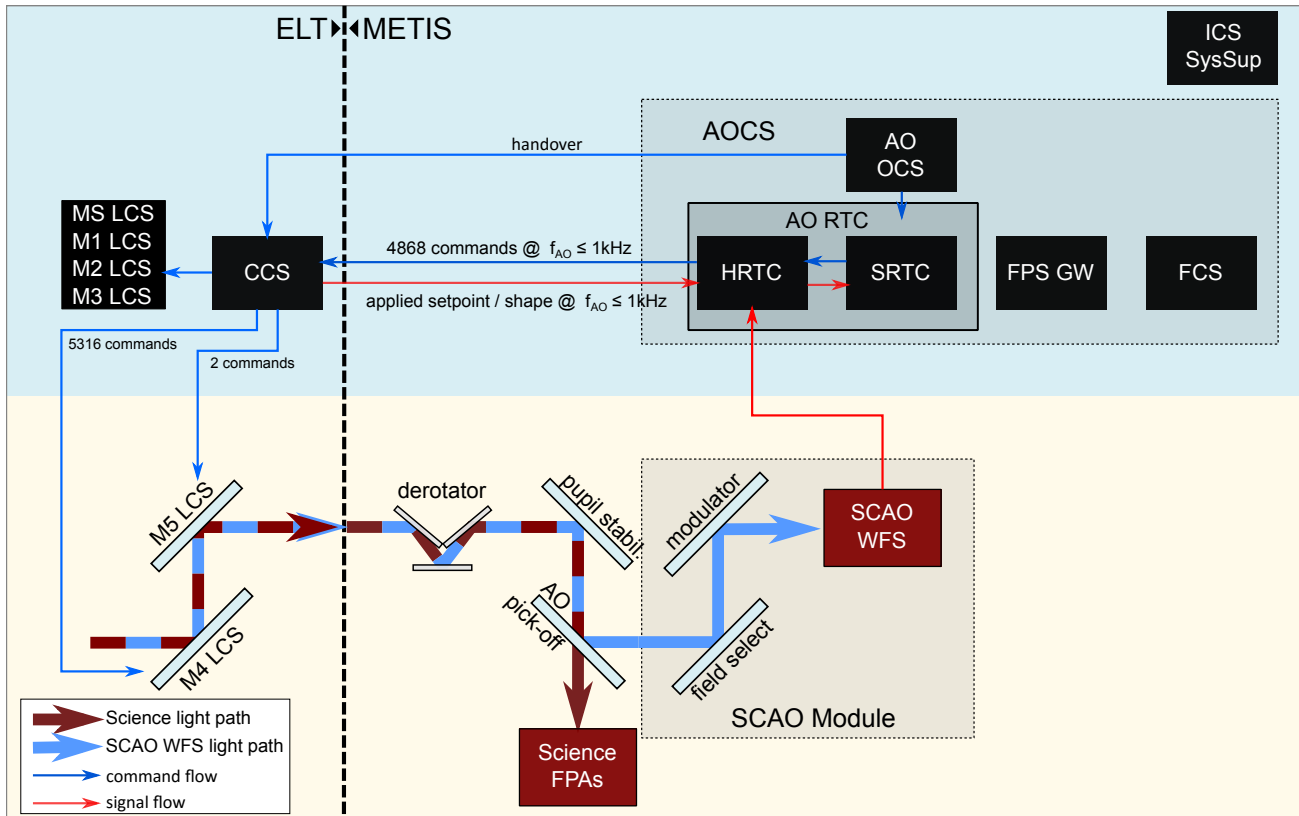 ELT METIS
ICS
SysSup
AOCS
handover
AO
OCS
MS LCS
M1 LCS
M2 LCS
M3 LCS
CCS
4868 commands @ f_AO ≤ 1kHz
applied setpoint / shape @ f_AO ≤ 1kHz
AO RTC
HRTC
SRTC
FPS GW
FCS
5316 commands
2 commands
M5 LCS
M4 LCS
derotator
pupil stabil.
AO
pick-off
modulator
field select
SCAO
WFS
SCAO Module
Science
FPAs
Science light path
SCAO WFS light path
command flow
signal flow